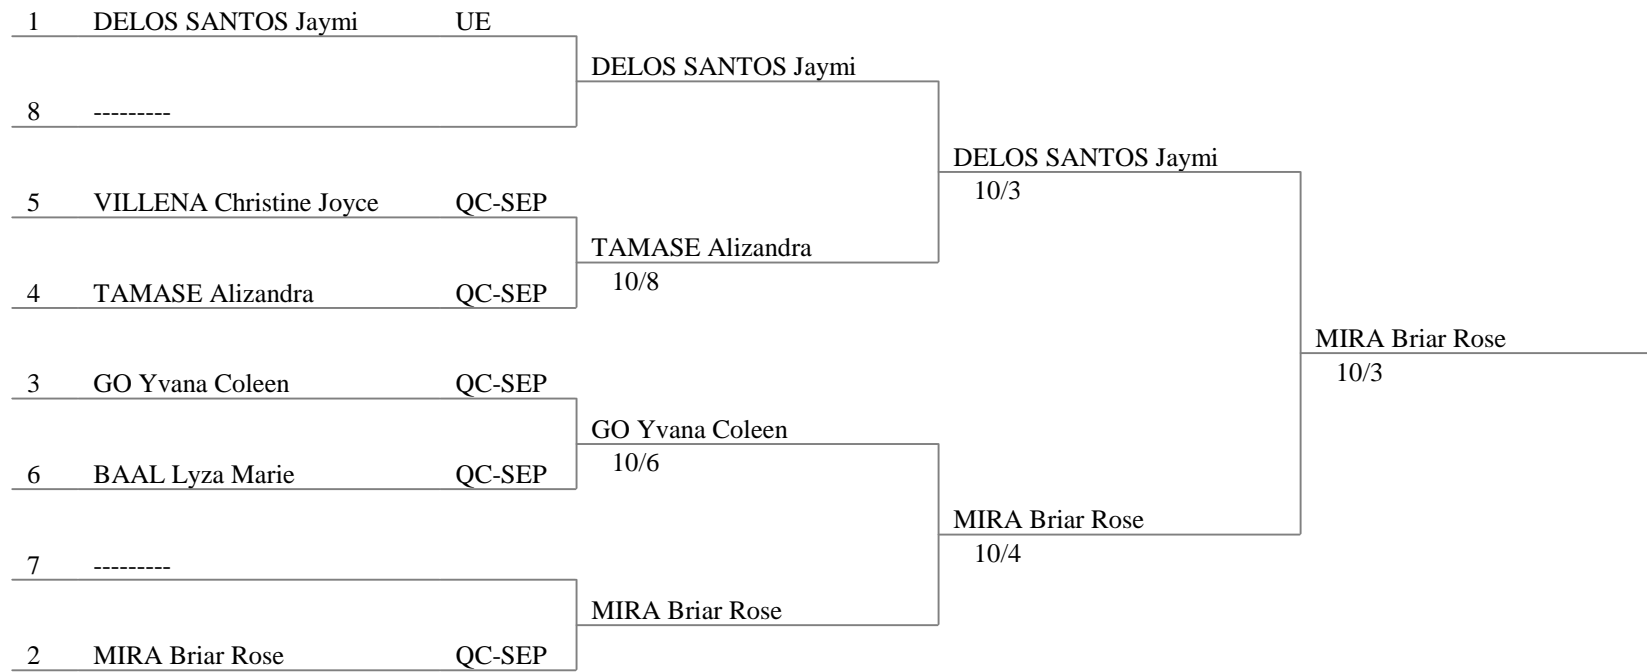 1 DELOS SANTOS Jaymi UE
DELOS SANTOS Jaymi
8 ---------
DELOS SANTOS Jaymi
10/3
5 VILLENA Christine Joyce QC-SEP
TAMASE Alizandra
10/8
4 TAMASE Alizandra QC-SEP
MIRA Briar Rose
10/3
3 GO Yvana Coleen QC-SEP
GO Yvana Coleen
10/6
6 BAAL Lyza Marie QC-SEP
MIRA Briar Rose
10/4
7 ---------
MIRA Briar Rose
2 MIRA Briar Rose QC-SEP